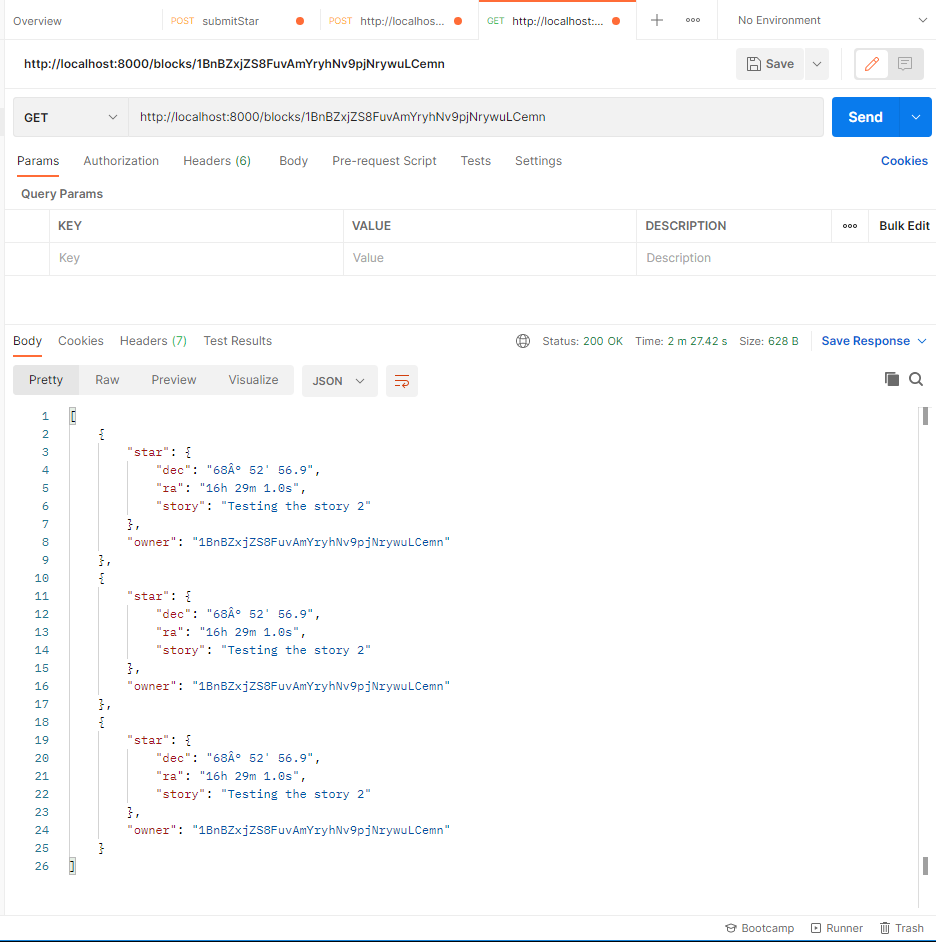 Overview
POST submitStar
POST http://localhos...
GET http://localhost:...
No Environment
http://localhost:8000/blocks/1BnBZxjZS8FuvAmYryhNv9pjNrywuLCemn
Save
GET
http://localhost:8000/blocks/1BnBZxjZS8FuvAmYryhNv9pjNrywuLCemn
Send
Params Authorization Headers (6) Body Pre-request Script Tests Settings Cookies
Query Params
KEY VALUE DESCRIPTION Bulk Edit
Key Value Description
Body Cookies Headers (7) Test Results Status: 200 OK Time: 2 m 27.42 s Size: 628 B Save Response
Pretty Raw Preview Visualize JSON
1 [
2 {
3 "star": {
4 "dec": "68Âº 52' 56.9",
5 "ra": "16h 29m 1.0s",
6 "story": "Testing the story 2"
7 },
8 "owner": "1BnBZxjZS8FuvAmYryhNv9pjNrywuLCemn"
9 },
10 {
11 "star": {
12 "dec": "68Âº 52' 56.9",
13 "ra": "16h 29m 1.0s",
14 "story": "Testing the story 2"
15 },
16 "owner": "1BnBZxjZS8FuvAmYryhNv9pjNrywuLCemn"
17 },
18 {
19 "star": {
20 "dec": "68Âº 52' 56.9",
21 "ra": "16h 29m 1.0s",
22 "story": "Testing the story 2"
23 },
24 "owner": "1BnBZxjZS8FuvAmYryhNv9pjNrywuLCemn"
25 }
26 ]
Bootcamp Runner Trash